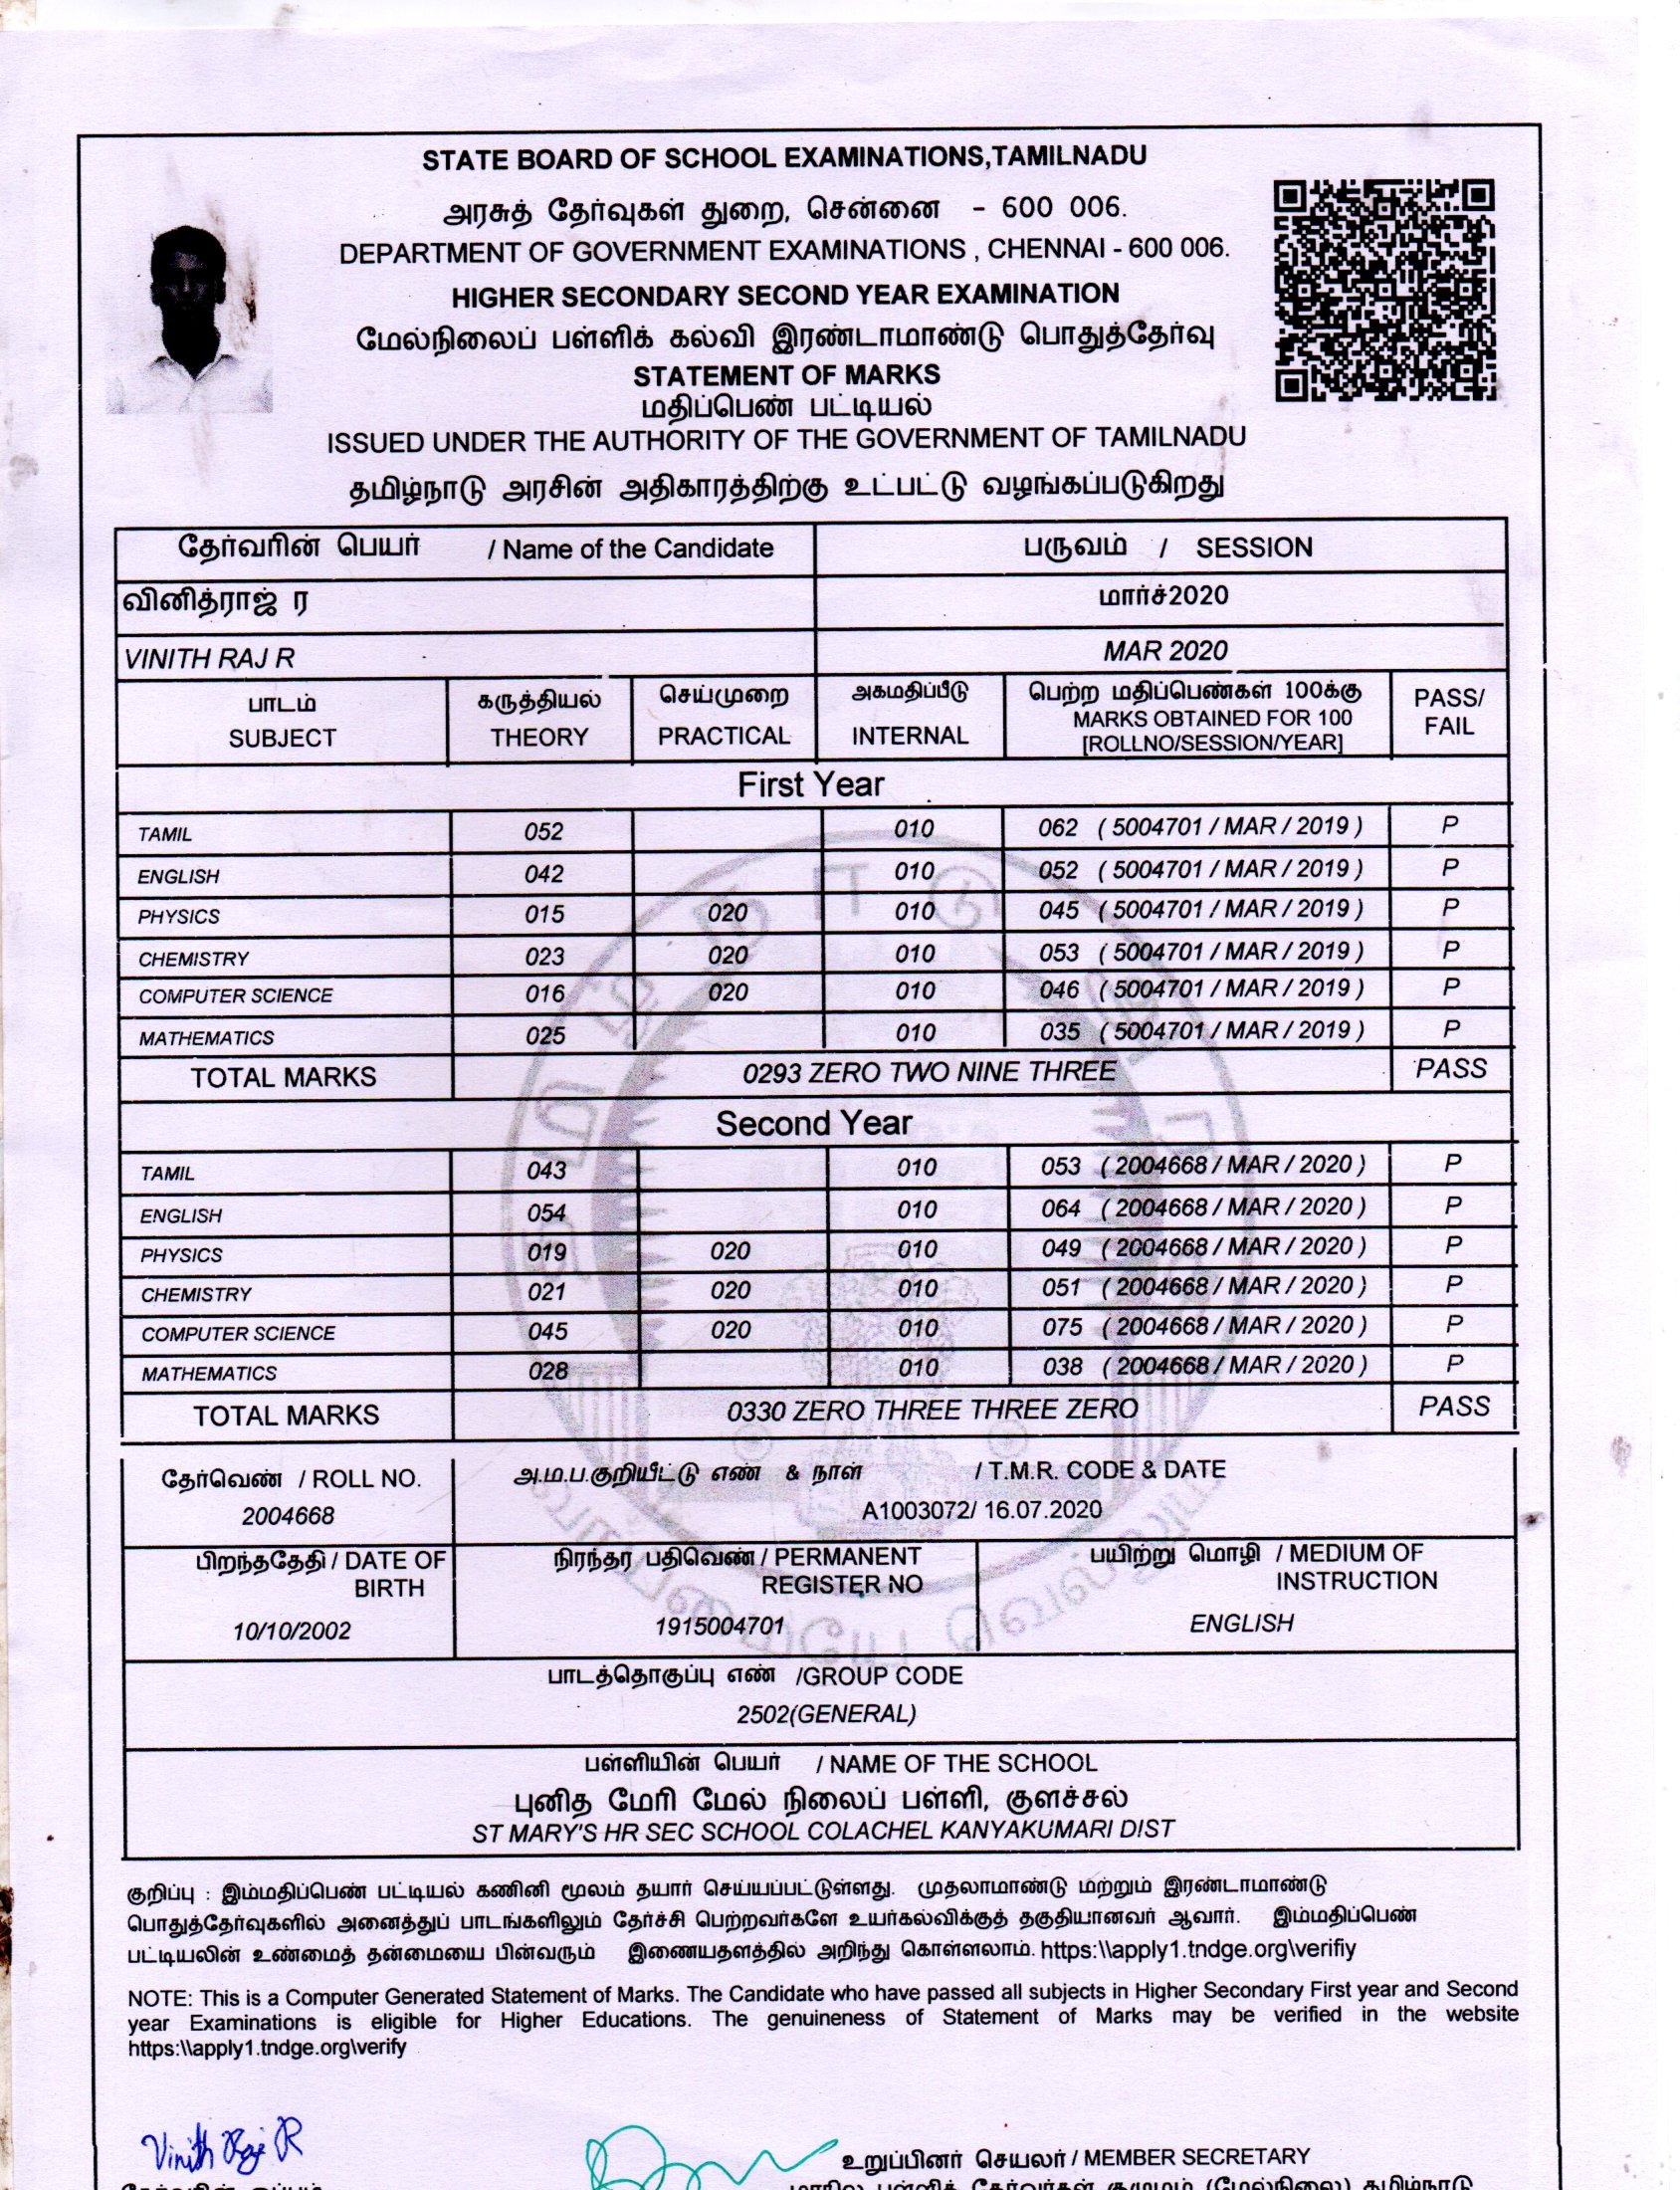 STATE BOARD OF SCHOOL EXAMINATIONS,TAMILNADU
அரசுத் தேர்வுகள் துறை, சென்னை - 600 006.
DEPARTMENT OF GOVERNMENT EXAMINATIONS , CHENNAI - 600 006.
HIGHER SECONDARY SECOND YEAR EXAMINATION
மேல்நிலைப் பள்ளிக் கல்வி இரண்டாமாண்டு பொதுத்தேர்வு
STATEMENT OF MARKS
மதிப்பெண் பட்டியல்
ISSUED UNDER THE AUTHORITY OF THE GOVERNMENT OF TAMILNADU
தமிழ்நாடு அரசின் அதிகாரத்திற்கு உட்பட்டு வழங்கப்படுகிறது
தேர்வரின் பெயர் / Name of the Candidate பருவம் / SESSION
வினித்ராஜ் ர மார்ச்2020
VINITH RAJ R MAR 2020
பாடம் கருத்தியல் செய்முறை அகமதிப்பீடு பெற்ற மதிப்பெண்கள் 100க்கு PASS/
SUBJECT THEORY PRACTICAL INTERNAL MARKS OBTAINED FOR 100 FAIL
[ROLLNO/SESSION/YEAR]
First Year
TAMIL 052 010 062 ( 5004701 / MAR / 2019 ) P
ENGLISH 042 010 052 ( 5004701 / MAR / 2019 ) P
PHYSICS 015 020 010 045 ( 5004701 / MAR / 2019 ) P
CHEMISTRY 023 020 010 053 ( 5004701 / MAR / 2019 ) P
COMPUTER SCIENCE 016 020 010 046 ( 5004701 / MAR / 2019 ) P
MATHEMATICS 025 010 035 ( 5004701 / MAR / 2019 ) P
TOTAL MARKS 0293 ZERO TWO NINE THREE PASS
Second Year
TAMIL 043 010 053 ( 2004668 / MAR / 2020 ) P
ENGLISH 054 010 064 ( 2004668 / MAR / 2020 ) P
PHYSICS 019 020 010 049 ( 2004668 / MAR / 2020 ) P
CHEMISTRY 021 020 010 051 ( 2004668 / MAR / 2020 ) P
COMPUTER SCIENCE 045 020 010 075 ( 2004668 / MAR / 2020 ) P
MATHEMATICS 028 010 038 ( 2004668 / MAR / 2020 ) P
TOTAL MARKS 0330 ZERO THREE THREE ZERO PASS
தேர்வெண் / ROLL NO. அ.ம.ப.குறியீட்டு எண் & நாள் / T.M.R. CODE & DATE
2004668 A1003072/ 16.07.2020
பிறந்ததேதி / DATE OF நிரந்தர பதிவெண் / PERMANENT பயிற்று மொழி / MEDIUM OF
BIRTH REGISTER NO INSTRUCTION
10/10/2002 1915004701 ENGLISH
பாடத்தொகுப்பு எண் /GROUP CODE
2502(GENERAL)
பள்ளியின் பெயர் / NAME OF THE SCHOOL
புனித மேரி மேல் நிலைப் பள்ளி, குளச்சல்
ST MARY'S HR SEC SCHOOL COLACHEL KANYAKUMARI DIST
குறிப்பு : இம்மதிப்பெண் பட்டியல் கணினி மூலம் தயார் செய்யப்பட்டுள்ளது. முதலாமாண்டு மற்றும் இரண்டாமாண்டு
பொதுத்தேர்வுகளில் அனைத்துப் பாடங்களிலும் தேர்ச்சி பெற்றவர்களே உயர்கல்விக்குத் தகுதியானவர் ஆவார். இம்மதிப்பெண்
பட்டியலின் உண்மைத் தன்மையை பின்வரும் இணையதளத்தில் அறிந்து கொள்ளலாம். https:\\apply1.tndge.org\verifiy
NOTE: This is a Computer Generated Statement of Marks. The Candidate who have passed all subjects in Higher Secondary First year and Second
year Examinations is eligible for Higher Educations. The genuineness of Statement of Marks may be verified in the website
https:\\apply1.tndge.org\verify
Vinith Raj R
உறுப்பினர் செயலர் / MEMBER SECRETARY